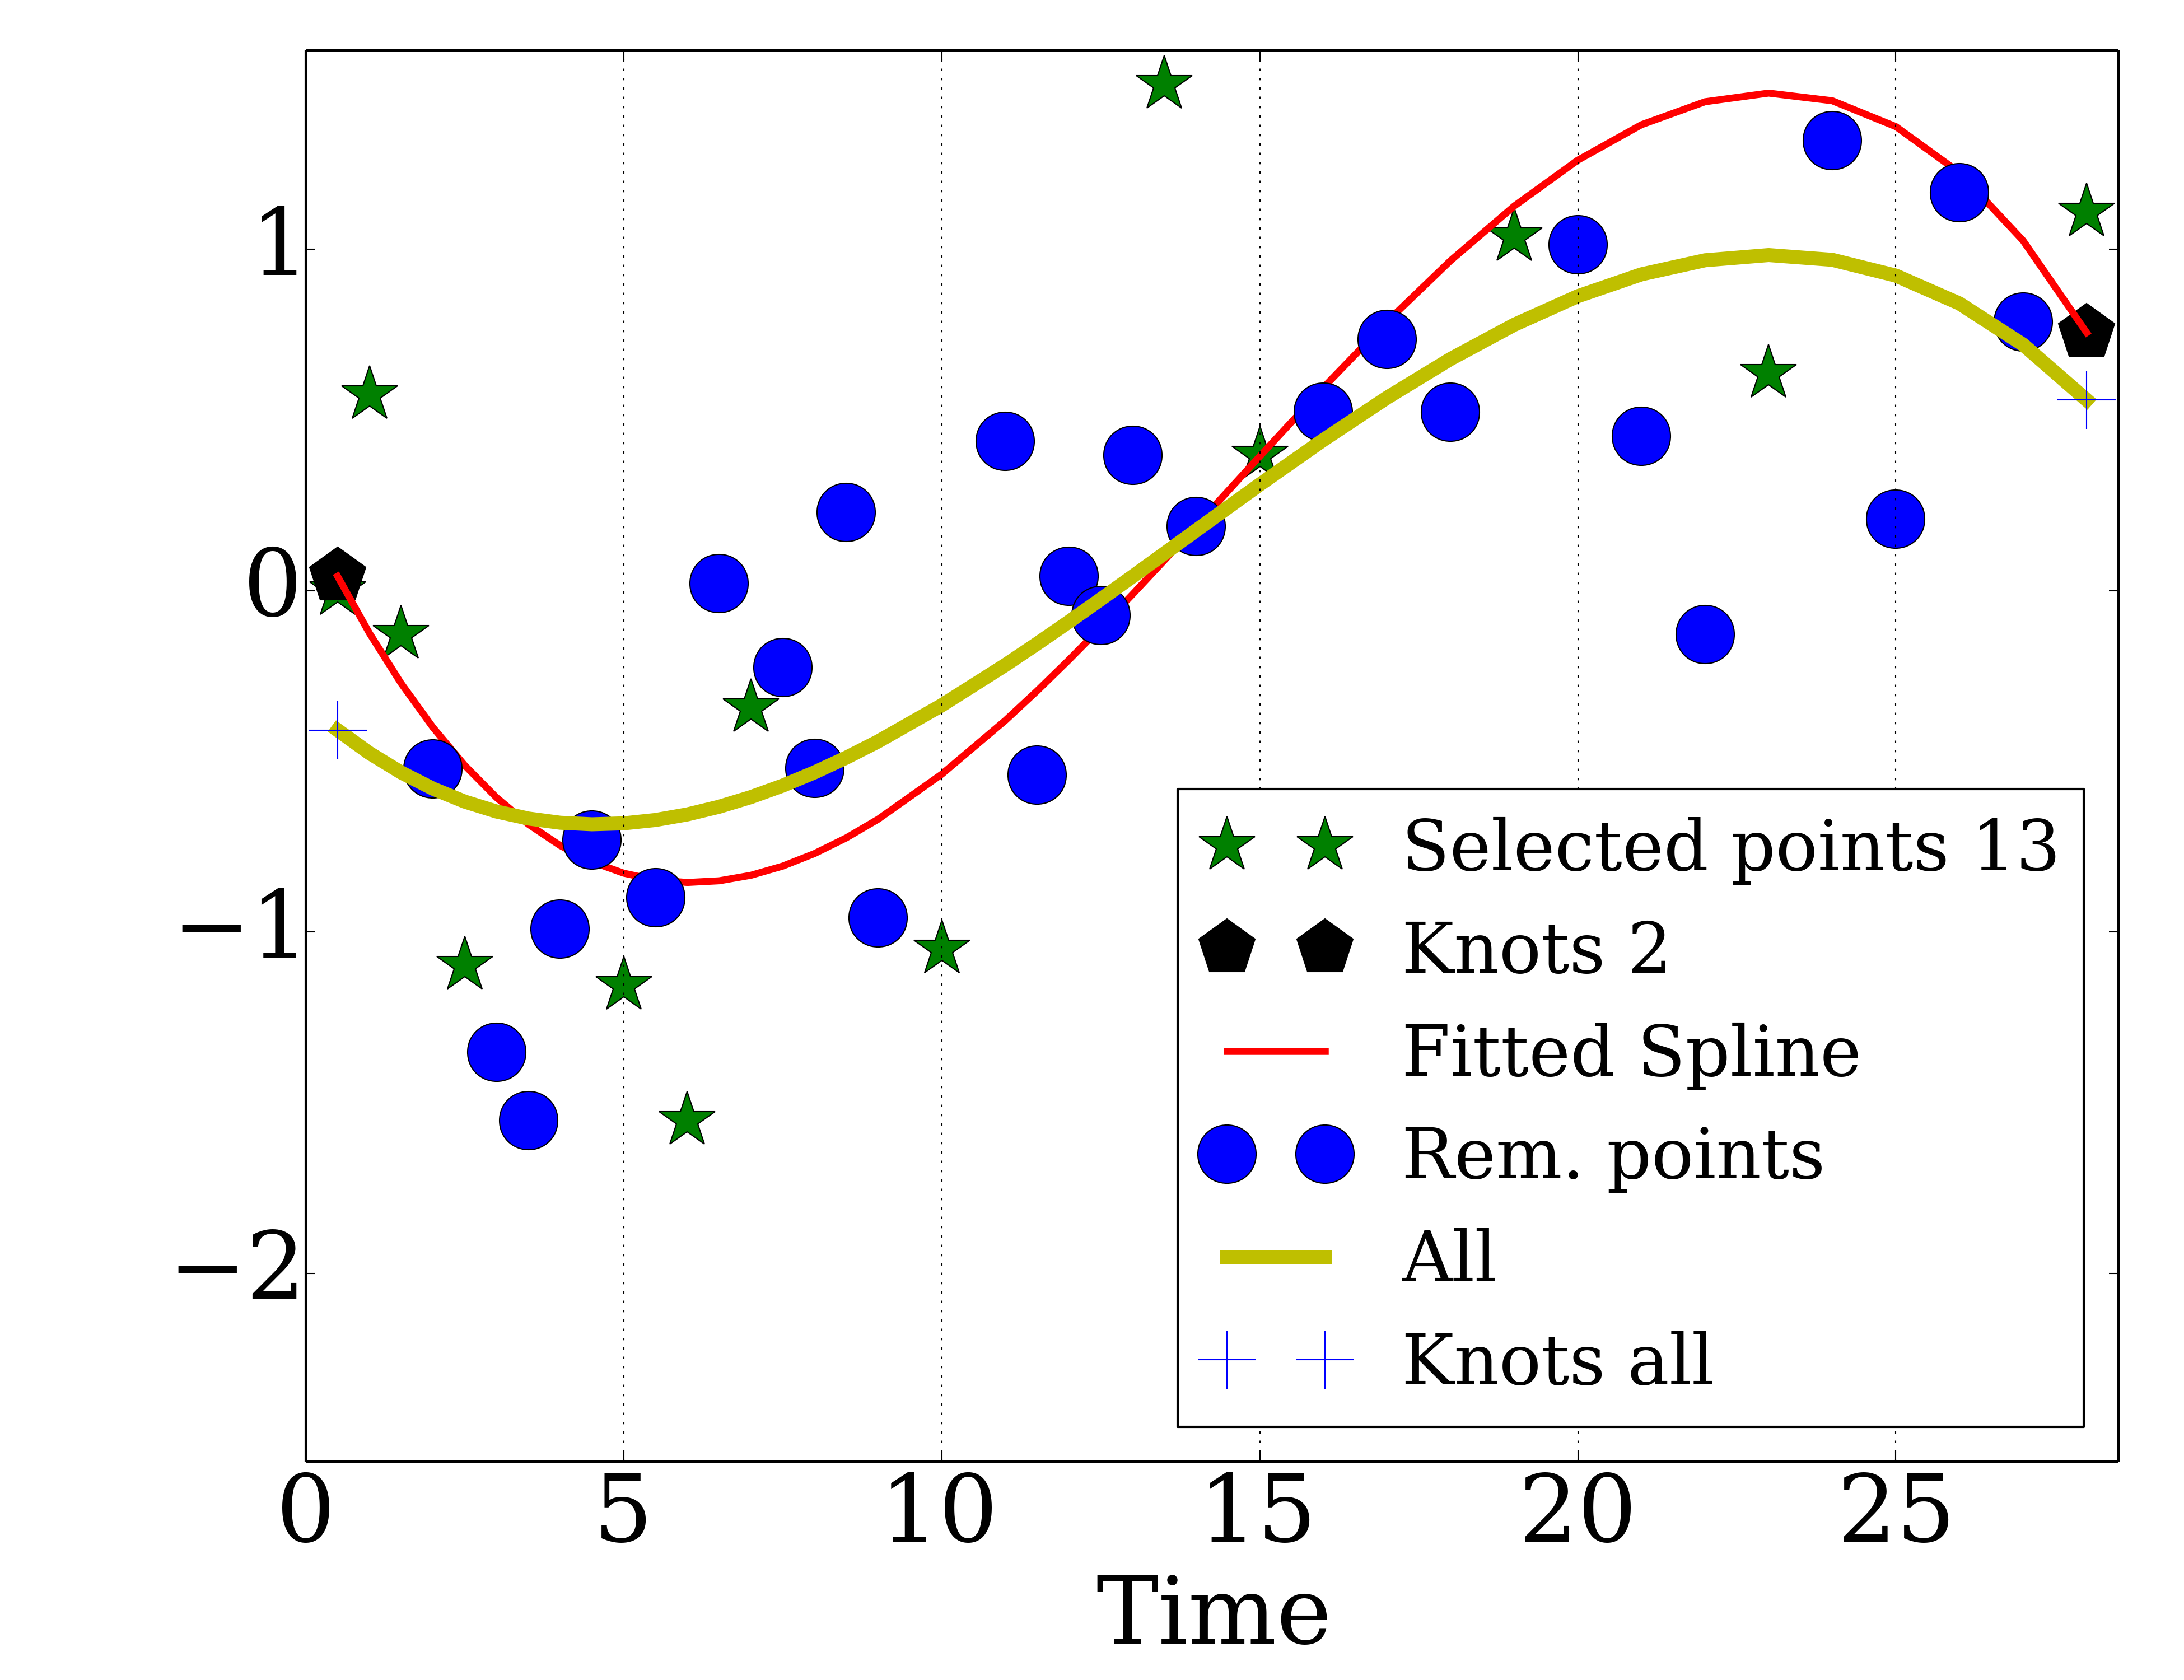 1
0
−1
−2
Selected points 13
Knots 2
Fitted Spline
Rem. points
All
Knots all
0 5 10 15 20 25
Time